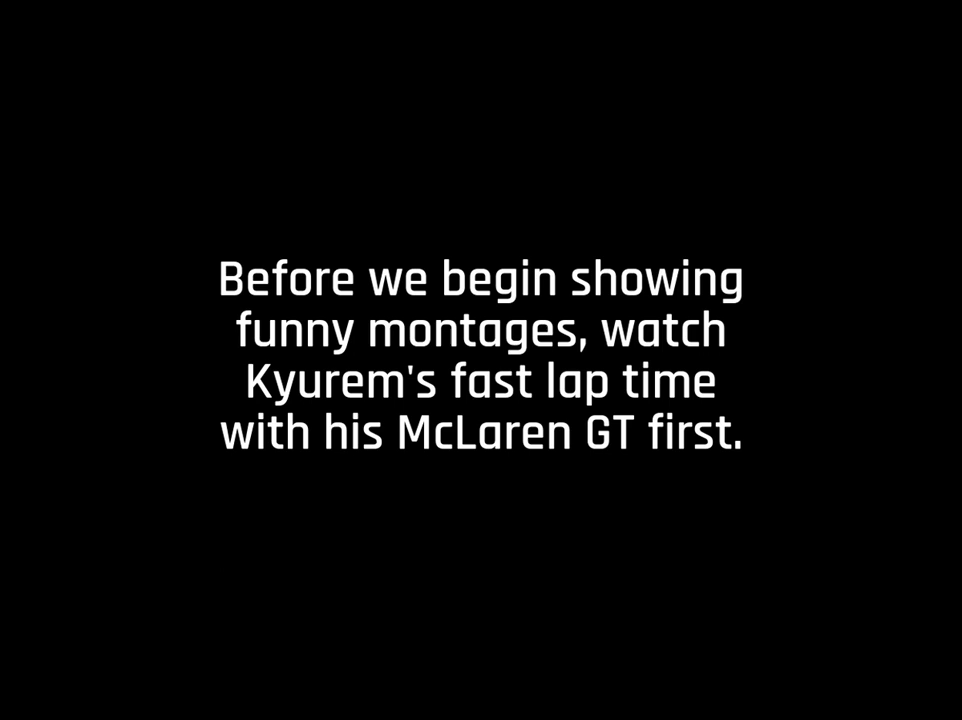 Before we begin showing
funny montages, watch
Kyurem's fast lap time
with his McLaren GT first.